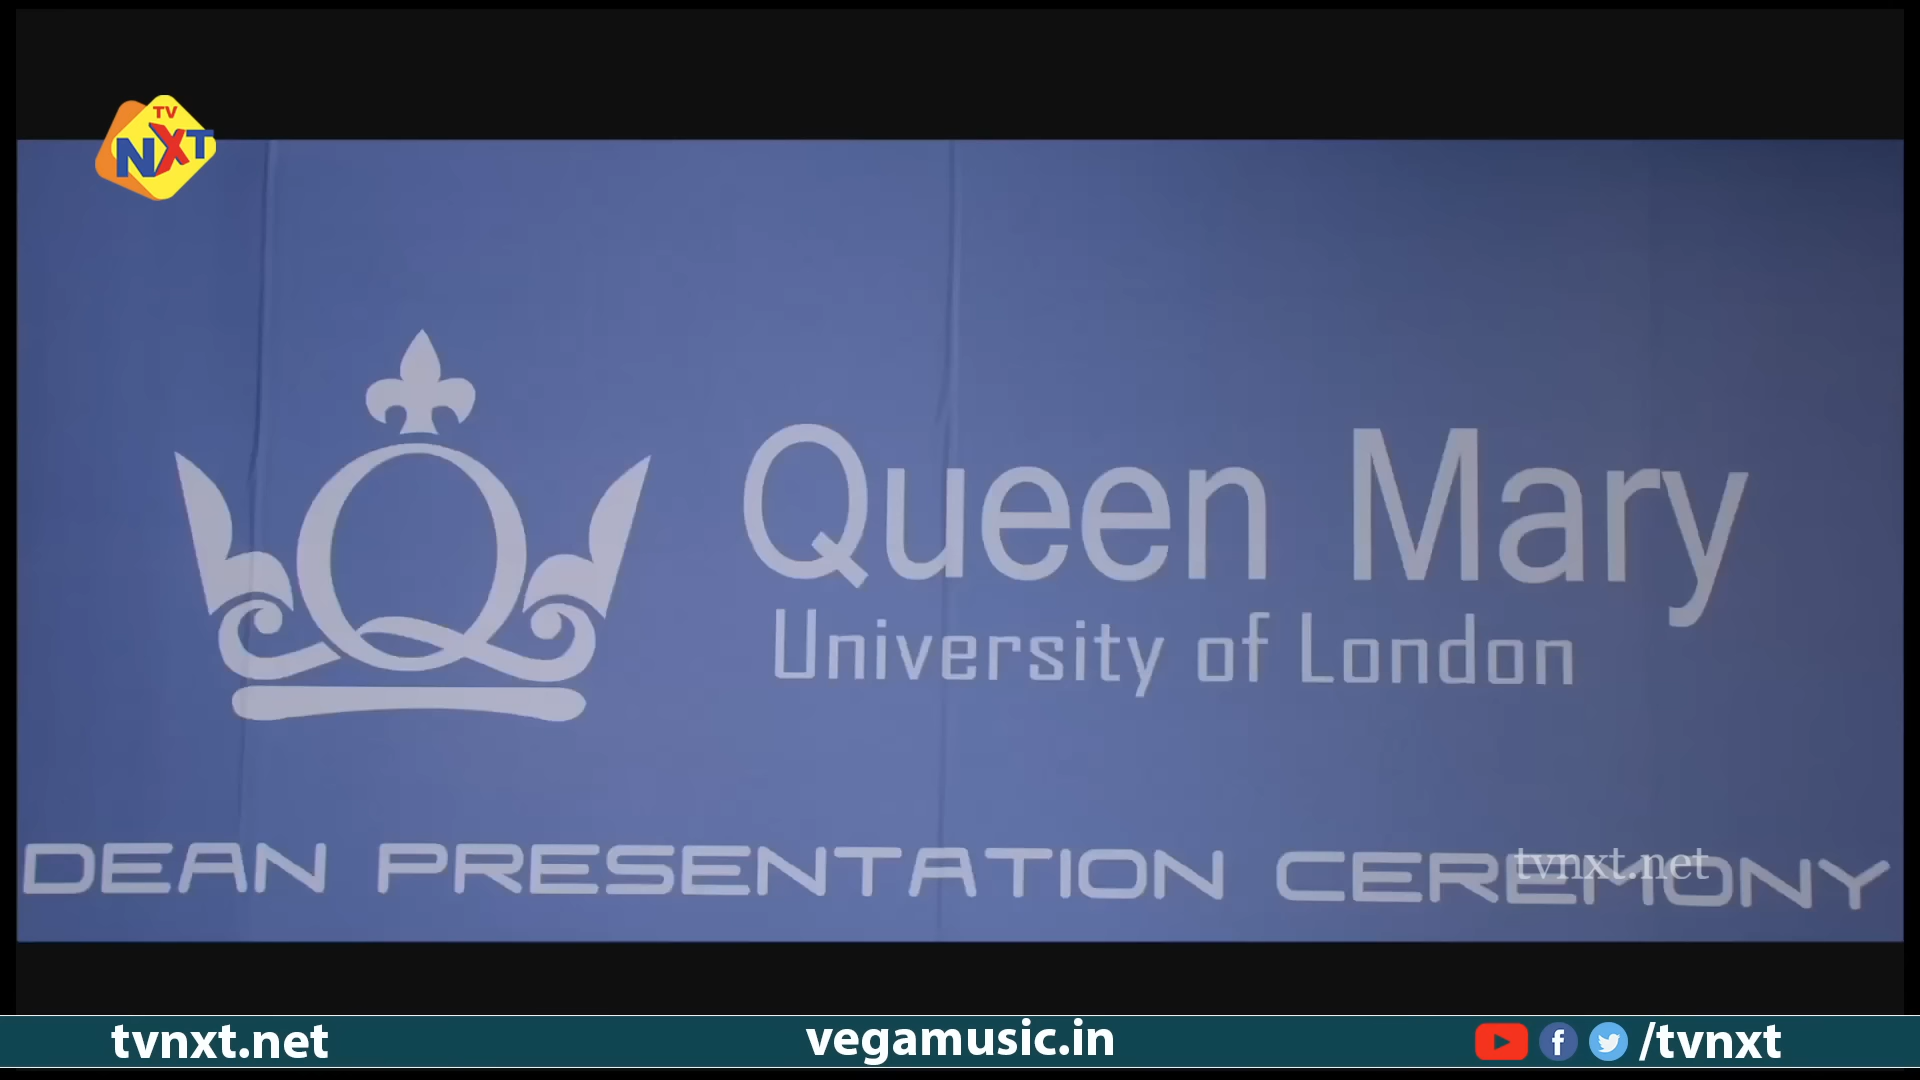 TV
NXT
Queen Mary
University of London
DEAN PRESENTATION CEREMONY
tvnxt.net
tvnxt.net
vegamusic.in
/tvnxt